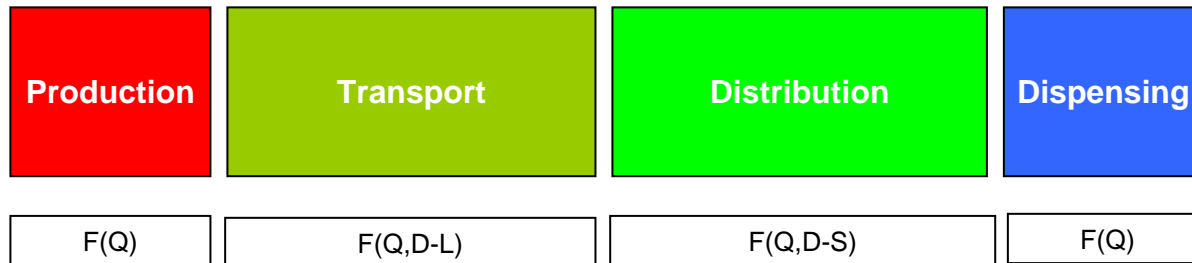 Production
Transport
Distribution
Dispensing
F(Q)
F(Q,D-L)
F(Q,D-S)
F(Q)